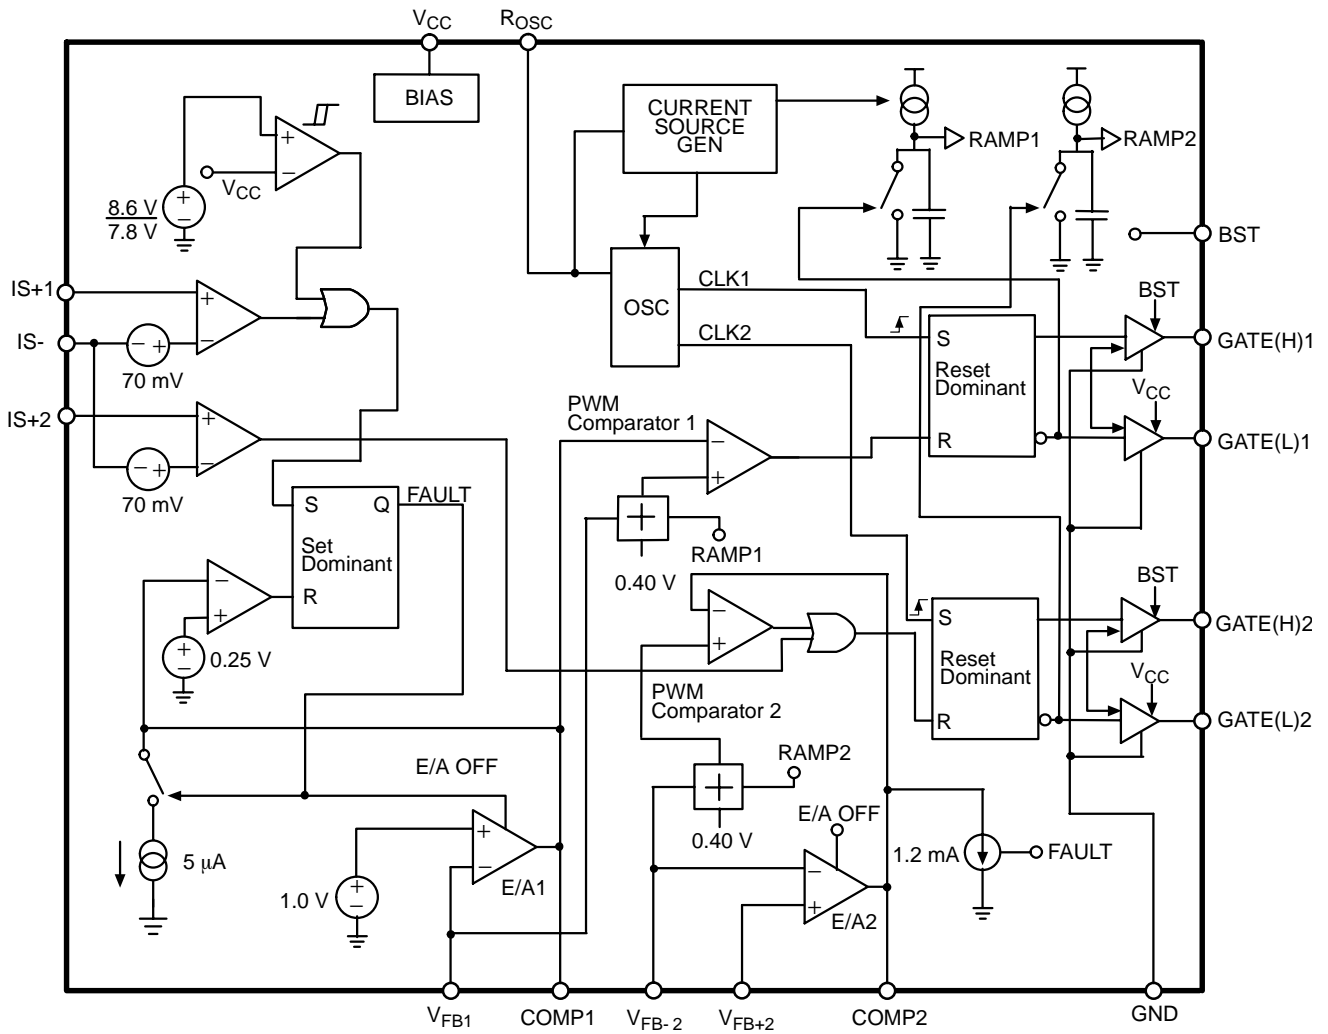 VCC
ROSC
BIAS
CURRENT
SOURCE
GEN
RAMP1
RAMP2
+
−
VCC
8.6 V
7.8 V
+
−
BST
IS+1
IS-
IS+2
+
−
− +
70 mV
+
−
− +
70 mV
OSC
CLK1
CLK2
S
Reset
Dominant
R
BST
GATE(H)1
VCC
GATE(L)1
PWM
Comparator 1
−
+
+
RAMP1
0.40 V
S
Q
FAULT
Set
Dominant
R
−
+
+
−
0.25 V
−
+
PWM
Comparator 2
S
Reset
Dominant
R
BST
GATE(H)2
VCC
GATE(L)2
RAMP2
+
0.40 V
E/A OFF
5 μA
+
−
E/A1
+
−
1.0 V
E/A OFF
−
+
E/A2
1.2 mA
FAULT
VFB1
COMP1
VFB-2
VFB+2
COMP2
GND